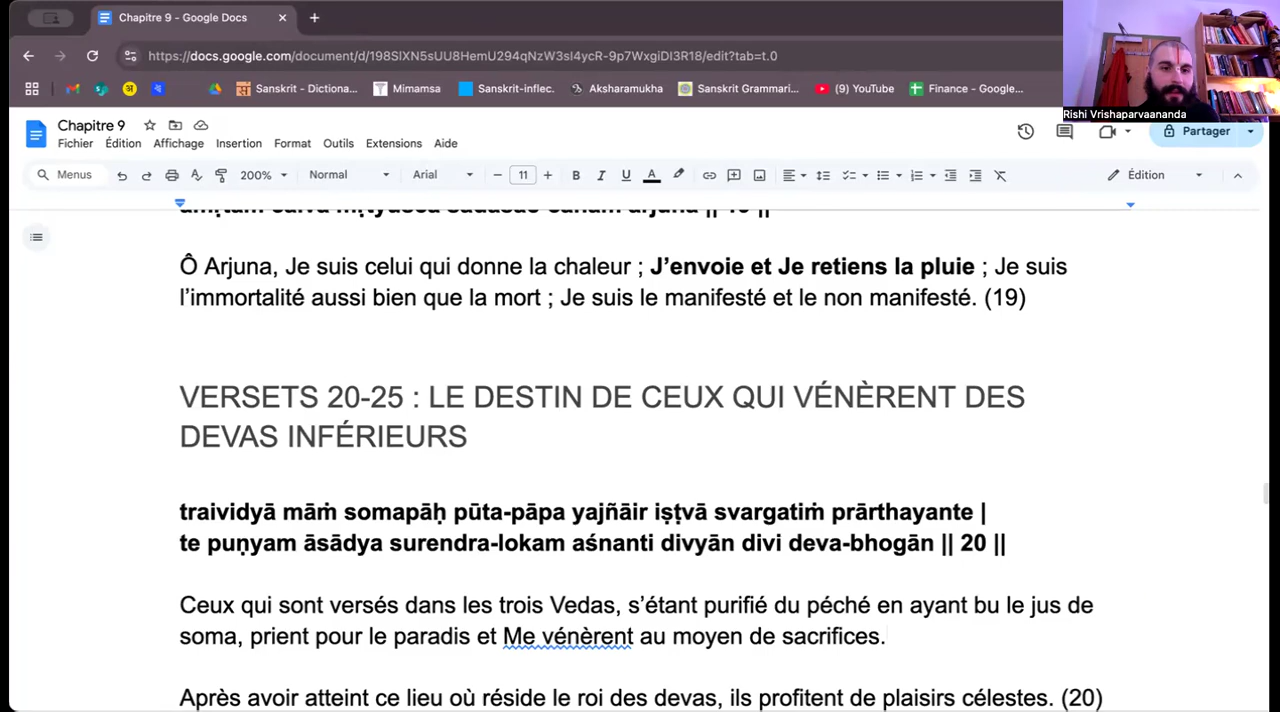 Chapitre 9 - Google Docs
https://docs.google.com/document/d/198SlXN5sUU8HemU294qNzW3sl4ycR-9p7WxgiDI3R18/edit?tab=t.0
Sanskrit - Dictiona... Mimamsa Sanskrit-inflec. Aksharamukha Sanskrit Grammari... (9) YouTube Finance - Google...
Rishi Vrishaparvaananda
Chapitre 9
Partager
Fichier Édition Affichage Insertion Format Outils Extensions Aide
Menus 200% Normal Arial 11 Édition
Ô Arjuna, Je suis celui qui donne la chaleur ; J’envoie et Je retiens la pluie ; Je suis
l’immortalité aussi bien que la mort ; Je suis le manifesté et le non manifesté. (19)
VERSETS 20-25 : LE DESTIN DE CEUX QUI VÉNÈRENT DES
DEVAS INFÉRIEURS
traividyā māṁ somapāḥ pūta-pāpa yajñāir iṣṭvā svargatiṁ prārthayante |
te puṇyam āsādya surendra-lokam aśnanti divyān divi deva-bhogān || 20 ||
Ceux qui sont versés dans les trois Vedas, s’étant purifié du péché en ayant bu le jus de
soma, prient pour le paradis et Me vénèrent au moyen de sacrifices.
Après avoir atteint ce lieu où réside le roi des devas, ils profitent de plaisirs célestes. (20)